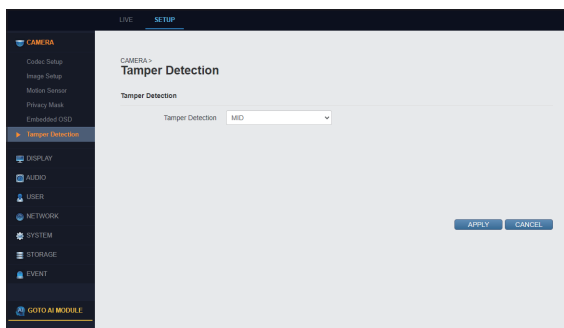 LIVE SETUP
CAMERA
Codec Setup
Image Setup
Motion Sensor
Privacy Mask
Embedded OSD
Tamper Detection
DISPLAY
AUDIO
USER
NETWORK
SYSTEM
STORAGE
EVENT
GOTO AI MODULE
CAMERA >
Tamper Detection
Tamper Detection
Tamper Detection MID
APPLY CANCEL